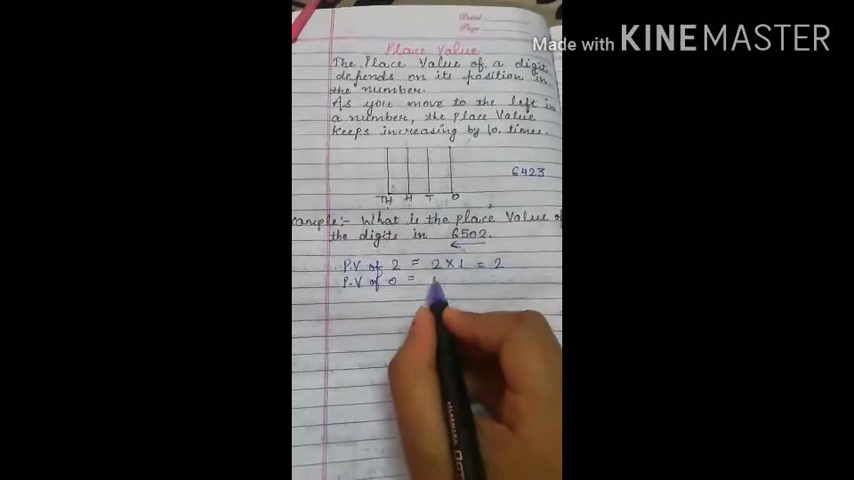 Dated
Page
Made with KINEMASTER
Place Value
The Place Value of a digit
depends on its position in
the number.
As you move to the left in
a number, the place Value
keeps increasing by 10 times.
6423
TH H T O
What is the place Value
the digits in 6502.
P.V of 2 = 2 × 1 = 2
P.V of 0 =